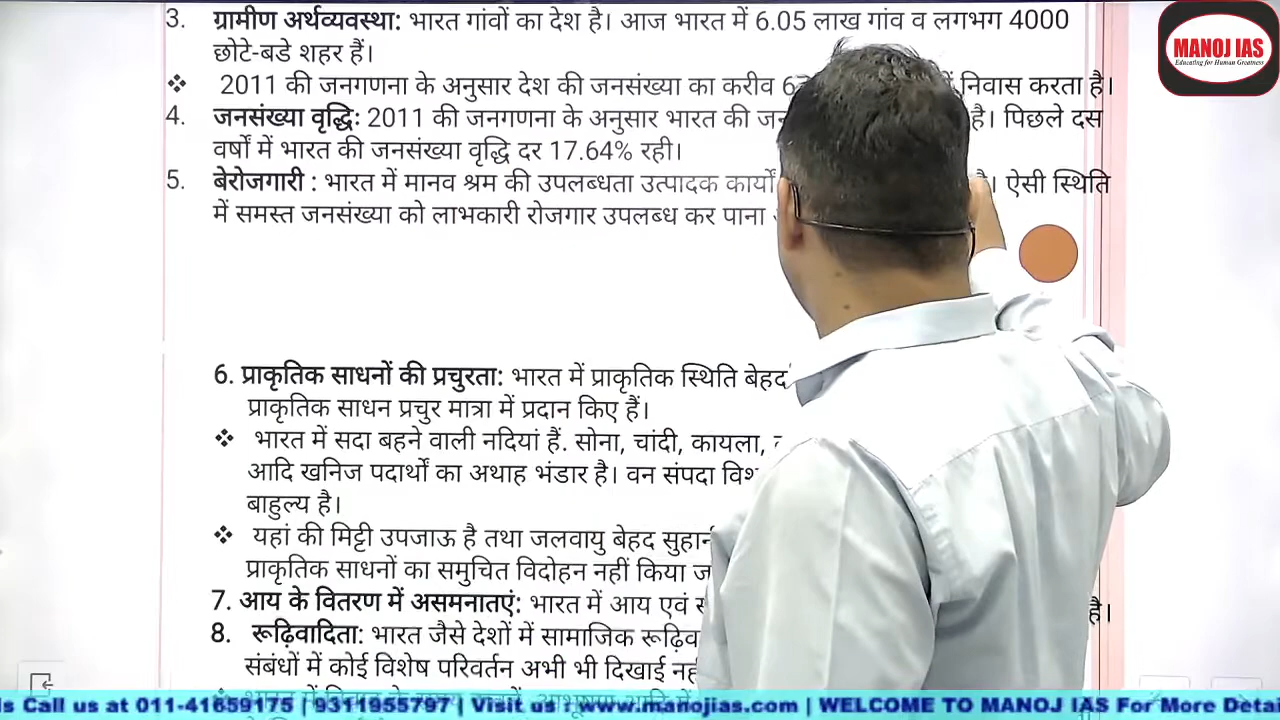 3. ग्रामीण अर्थव्यवस्था: भारत गांवों का देश है। आज भारत में 6.05 लाख गांव व लगभग 4000
छोटे-बडे शहर हैं।
❖ 2011 की जनगणना के अनुसार देश की जनसंख्या का करीव निवास करता है।
4. जनसंख्या वृद्धिः 2011 की जनगणना के अनुसार भारत की है। पिछले दस
वर्षों में भारत की जनसंख्या वृद्धि दर 17.64% रही।
5. बेरोजगारी : भारत में मानव श्रम की उपलब्धता उत्पादक कार्यों है। ऐसी स्थिति
में समस्त जनसंख्या को लाभकारी रोजगार उपलब्ध कर पाना
6. प्राकृतिक साधनों की प्रचुरता: भारत में प्राकृतिक स्थिति बेहद
प्राकृतिक साधन प्रचुर मात्रा में प्रदान किए हैं।
❖ भारत में सदा बहने वाली नदियां हैं. सोना, चांदी, कायला,
आदि खनिज पदार्थों का अथाह भंडार है। वन संपदा
बाहुल्य है।
❖ यहां की मिट्टी उपजाऊ है तथा जलवायु बेहद
प्राकृतिक साधनों का समुचित विदोहन नहीं किया
7. आय के वितरण में असमनातएं: भारत में आय एवं है।
8. रूढ़िवादिता: भारत जैसे देशों में सामाजिक
संबंधों में कोई विशेष परिवर्तन अभी भी दिखाई
MANOJ IAS
Educating for Human Greatness
Call us at 011-41659175 | 9311955797 | Visit us : www.manojias.com | WELCOME TO MANOJ IAS For More